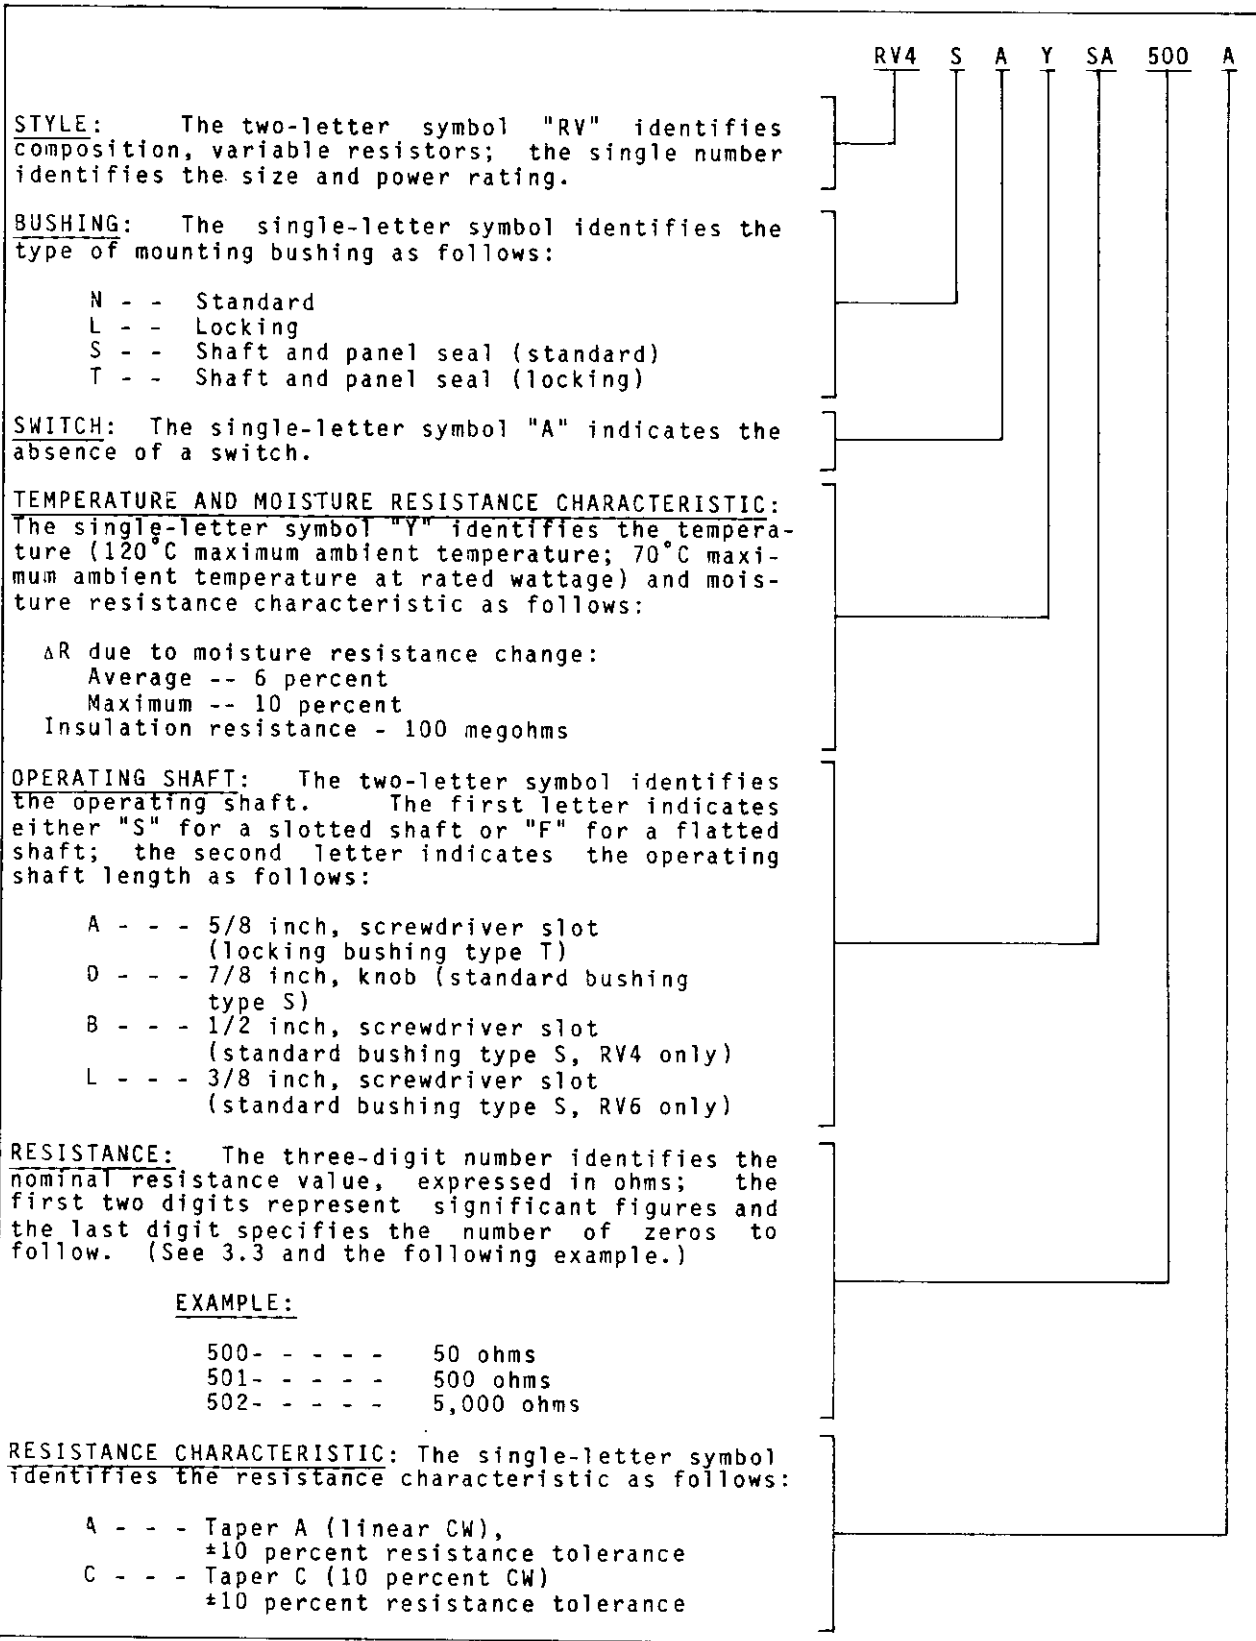 RV4 S A Y SA 500 A
STYLE: The two-letter symbol "RV" identifies
composition, variable resistors; the single number
identifies the size and power rating.
BUSHING: The single-letter symbol identifies the
type of mounting bushing as follows:
N - - Standard
L - - Locking
S - - Shaft and panel seal (standard)
T - - Shaft and panel seal (locking)
SWITCH: The single-letter symbol "A" indicates the
absence of a switch.
TEMPERATURE AND MOISTURE RESISTANCE CHARACTERISTIC:
The single-letter symbol "Y" identifies the tempera-
ture (120°C maximum ambient temperature; 70°C maxi-
mum ambient temperature at rated wattage) and mois-
ture resistance characteristic as follows:
ΔR due to moisture resistance change:
Average -- 6 percent
Maximum -- 10 percent
Insulation resistance - 100 megohms
OPERATING SHAFT: The two-letter symbol identifies
the operating shaft. The first letter indicates
either "S" for a slotted shaft or "F" for a flatted
shaft; the second letter indicates the operating
shaft length as follows:
A - - - 5/8 inch, screwdriver slot
(locking bushing type T)
D - - - 7/8 inch, knob (standard bushing
type S)
B - - - 1/2 inch, screwdriver slot
(standard bushing type S, RV4 only)
L - - - 3/8 inch, screwdriver slot
(standard bushing type S, RV6 only)
RESISTANCE: The three-digit number identifies the
nominal resistance value, expressed in ohms; the
first two digits represent significant figures and
the last digit specifies the number of zeros to
follow. (See 3.3 and the following example.)
EXAMPLE:
500- - - - - 50 ohms
501- - - - - 500 ohms
502- - - - - 5,000 ohms
RESISTANCE CHARACTERISTIC: The single-letter symbol
identifies the resistance characteristic as follows:
A - - - Taper A (linear CW),
±10 percent resistance tolerance
C - - - Taper C (10 percent CW)
±10 percent resistance tolerance